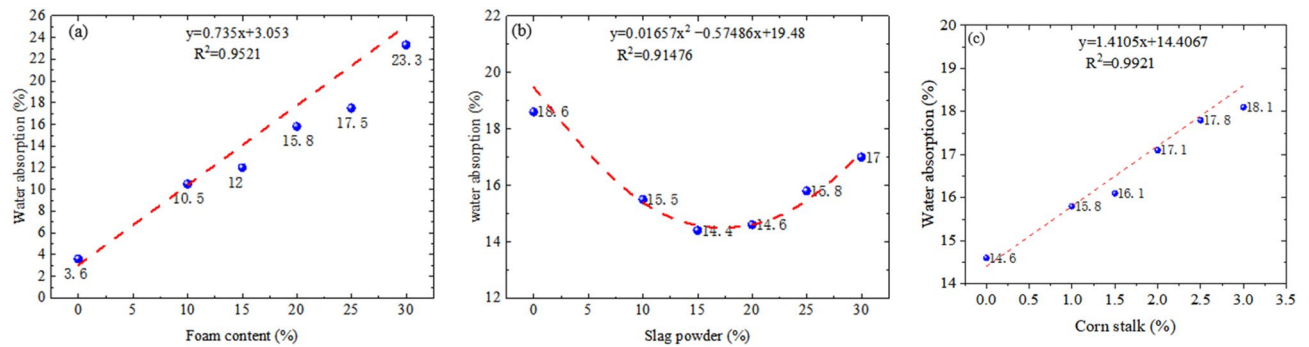 (a)
y=0.735x+3.053
R²=0.9521
Water absorption (%)
26
24
22
20
18
16
14
12
10
8
6
4
2
0
3.6
10.5
12
15.8
17.5
23.3
0 5 10 15 20 25 30
Foam content (%)
(b)
y=0.01657x² −0.57486x+19.48
R²=0.91476
water absorption (%)
22
20
18
16
14
12
18.6
15.5
14.4
14.6
15.8
17
0 5 10 15 20 25 30
Slag powder (%)
(c)
y=1.4105x+14.4067
R²=0.9921
Water absorption (%)
20
19
18
17
16
15
14
14.6
15.8
16.1
17.1
17.8
18.1
0.0 0.5 1.0 1.5 2.0 2.5 3.0 3.5
Corn stalk (%)